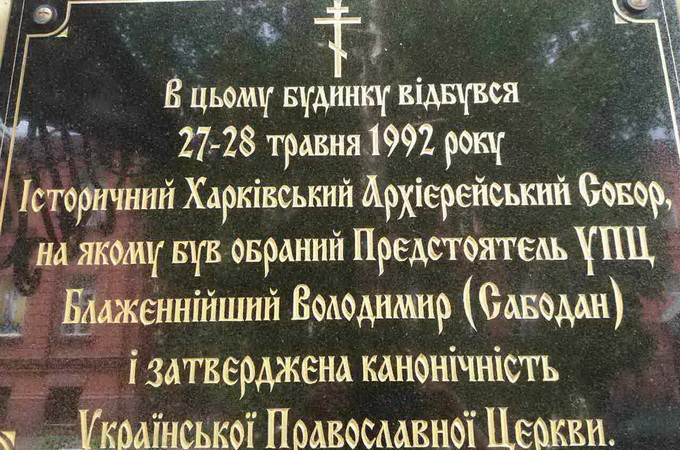 В цьому будинку відбувся
27-28 травня 1992 року
Історичний Харківський Архієрейський Собор,
на якому був обраний Предстоятель УПЦ
Блаженнійший Володимир (Сабодан)
і затверджена канонічність
Української Православної Церкви.